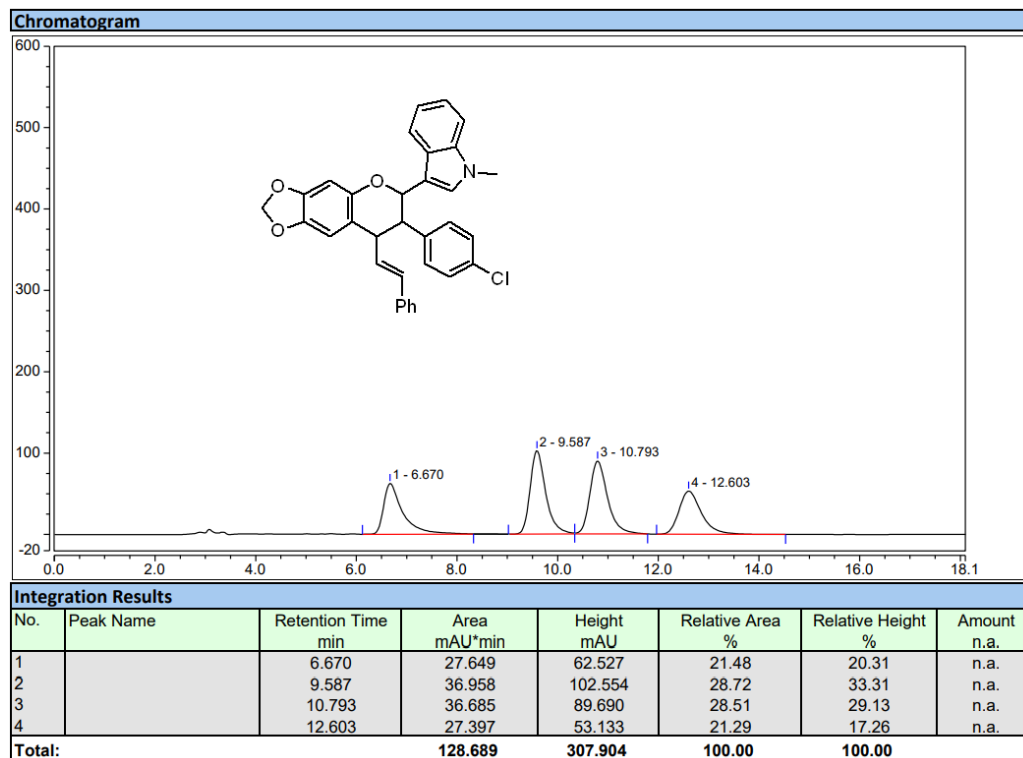 Chromatogram
600
500
400
300
200
100
-20
0.0 2.0 4.0 6.0 8.0 10.0 12.0 14.0 16.0 18.1
O
O
O
N
Cl
Ph
1 - 6.670
2 - 9.587
3 - 10.793
4 - 12.603
Integration Results
No. Peak Name Retention Time Area Height Relative Area Relative Height Amount
min mAU*min mAU % % n.a.
1 6.670 27.649 62.527 21.48 20.31 n.a.
2 9.587 36.958 102.554 28.72 33.31 n.a.
3 10.793 36.685 89.690 28.51 29.13 n.a.
4 12.603 27.397 53.133 21.29 17.26 n.a.
Total: 128.689 307.904 100.00 100.00